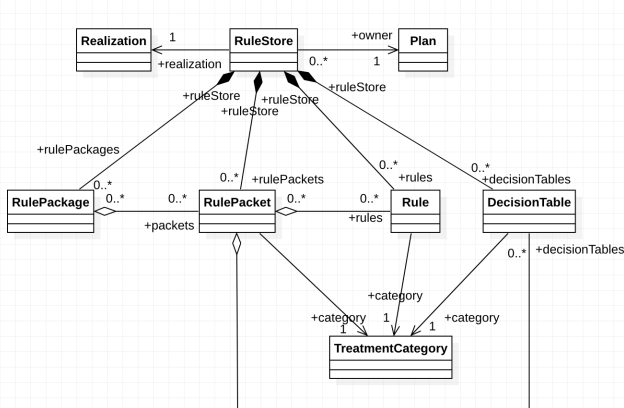 +owner
Realization
1
RuleStore
Plan
0..*
1
+realization
+ruleStore
+ruleStore
+ruleStore
+ruleStore
+rulePackages
0..*
0..*
0..*
+rulePackets
0..*
+rules
+decisionTables
0..*
0..*
0..*
0..*
RulePackage
RulePacket
Rule
DecisionTable
+packets
+rules
0..*
+decisionTables
+category
+category
+category
1
1
1
TreatmentCategory